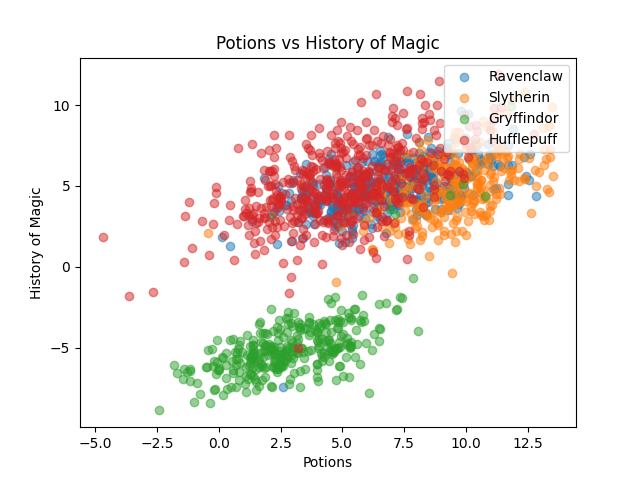 Potions vs History of Magic
Ravenclaw
Slytherin
Gryffindor
Hufflepuff
10
5
0
−5
History of Magic
−5.0
−2.5
0.0
2.5
5.0
7.5
10.0
12.5
Potions